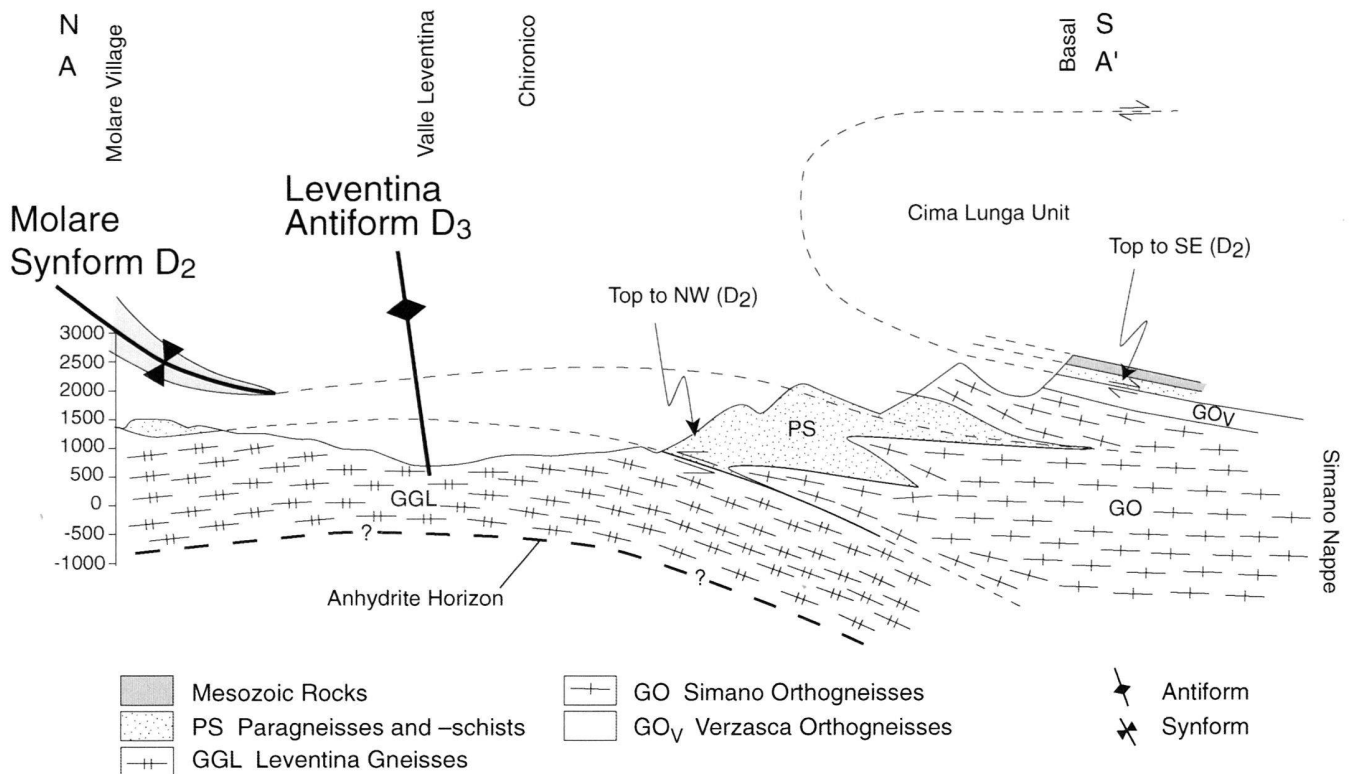 N
A
Molare Village
Valle Leventina
Chironico
Basal
S
A'
Leventina
Antiform D3
Molare
Synform D2
Cima Lunga Unit
Top to SE (D2)
Top to NW (D2)
3000
2500
2000
1500
1000
500
0
-500
-1000
PS
GOV
GGL
GO
?
?
Anhydrite Horizon
Simano Nappe
Mesozoic Rocks
PS Paragneisses and –schists
GGL Leventina Gneisses
GO Simano Orthogneisses
GOV Verzasca Orthogneisses
Antiform
Synform